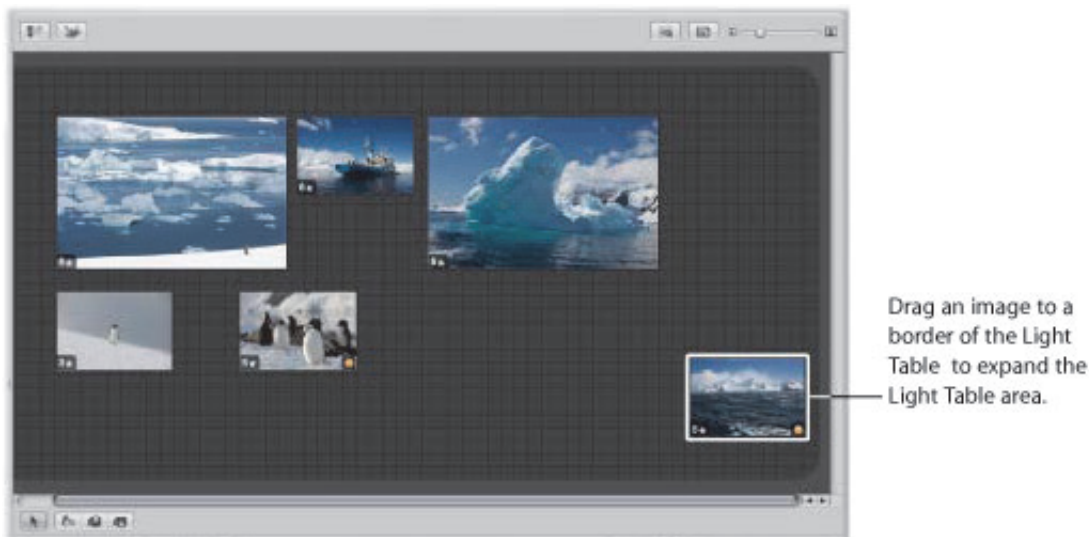 Drag an image to a
border of the Light
Table to expand the
Light Table area.